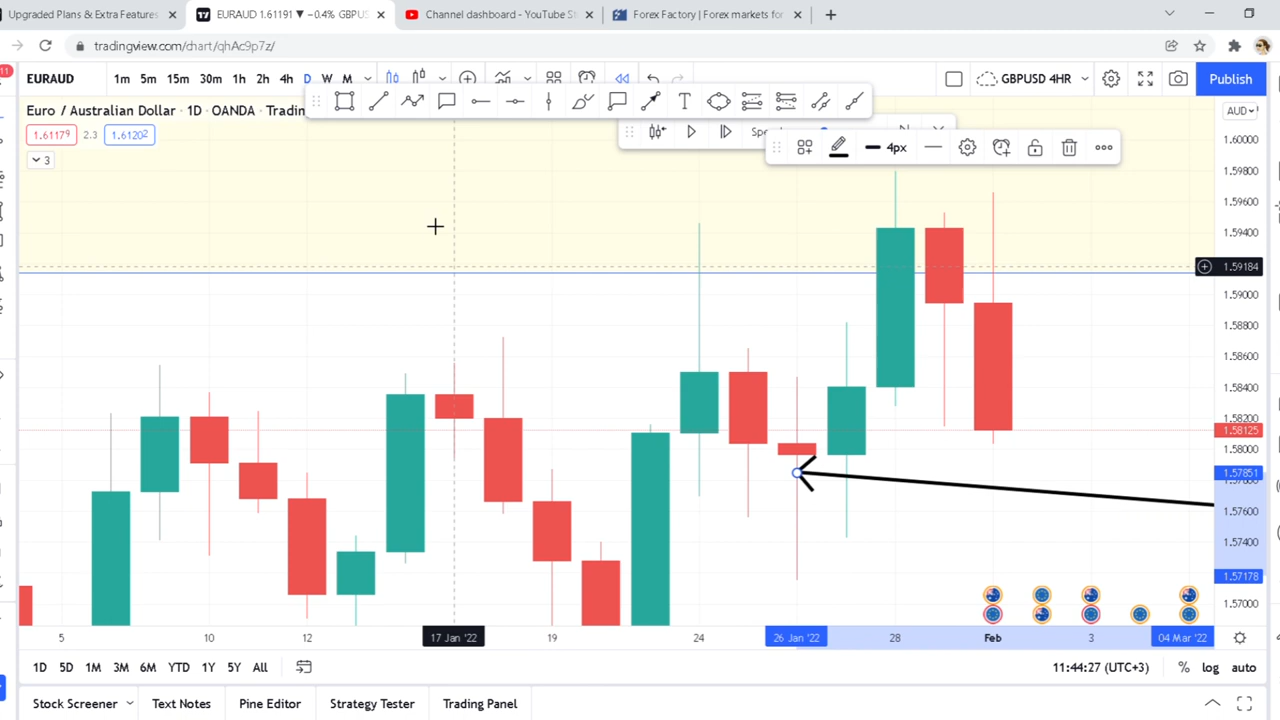 Upgraded Plans & Extra Features
EURAUD 1.61191 ▼ −0.4% GBPUS
Channel dashboard - YouTube St
Forex Factory | Forex markets for
tradingview.com/chart/qhAc9p7z/
11
EURAUD
1m 5m 15m 30m 1h 2h 4h D W M
GBPUSD 4HR
Publish
Euro / Australian Dollar · 1D · OANDA · Tradin
AUD
1.61179 2.3 1.61202
Sp
4px
3
1.60000
1.59800
1.59600
1.59400
1.59184
1.59000
1.58800
1.58600
1.58400
1.58200
1.58125
1.58000
1.57851
1.57800
1.57600
1.57400
1.57178
1.57000
5 10 12 17 Jan '22 19 24 26 Jan '22 28 Feb 3 04 Mar '22
1D 5D 1M 3M 6M YTD 1Y 5Y All
11:44:27 (UTC+3) % log auto
Stock Screener Text Notes Pine Editor Strategy Tester Trading Panel